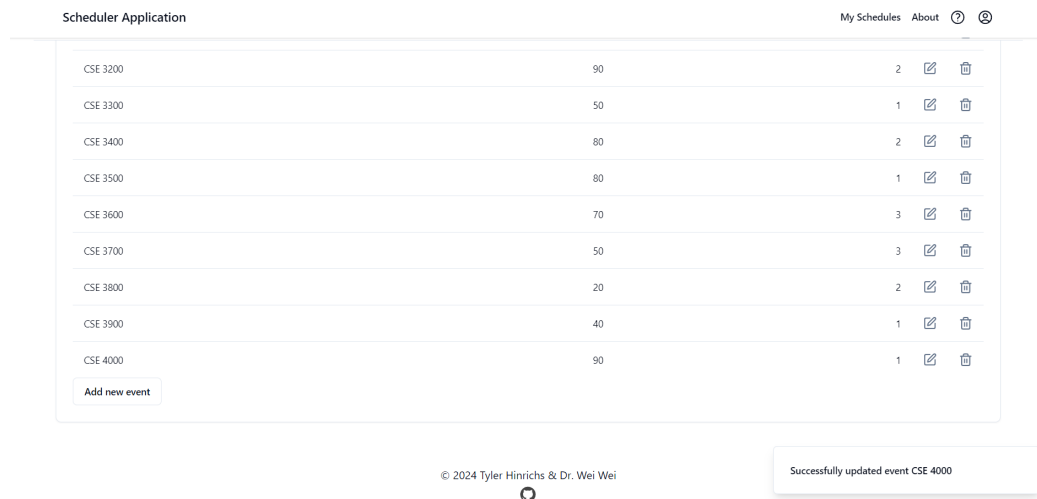 Scheduler Application My Schedules About
CSE 3200 90 2
CSE 3300 50 1
CSE 3400 80 2
CSE 3500 80 1
CSE 3600 70 3
CSE 3700 50 3
CSE 3800 20 2
CSE 3900 40 1
CSE 4000 90 1
Add new event
Successfully updated event CSE 4000
© 2024 Tyler Hinrichs & Dr. Wei Wei